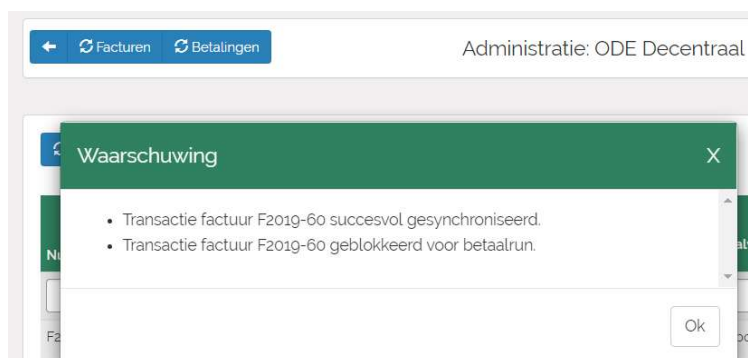 Facturen Betalingen Administratie: ODE Decentraal
Waarschuwing X
Transactie factuur F2019-60 succesvol gesynchroniseerd.
Transactie factuur F2019-60 geblokkeerd voor betaalrun.
Ok